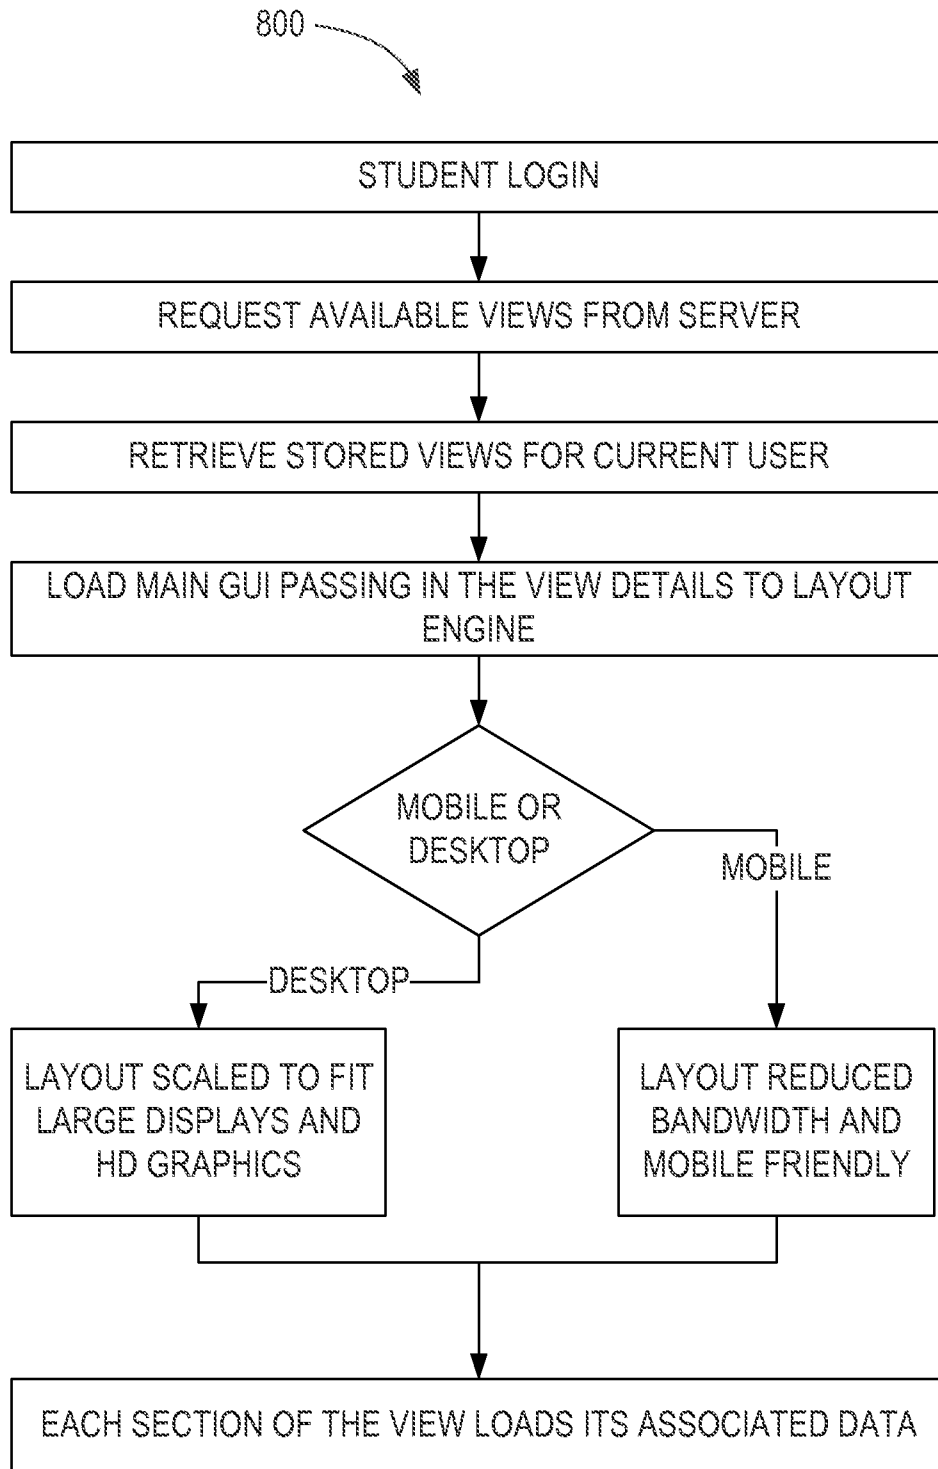 800
STUDENT LOGIN
REQUEST AVAILABLE VIEWS FROM SERVER
RETRIEVE STORED VIEWS FOR CURRENT USER
LOAD MAIN GUI PASSING IN THE VIEW DETAILS TO LAYOUT
ENGINE
MOBILE OR
DESKTOP
MOBILE
DESKTOP
LAYOUT SCALED TO FIT
LARGE DISPLAYS AND
HD GRAPHICS
LAYOUT REDUCED
BANDWIDTH AND
MOBILE FRIENDLY
EACH SECTION OF THE VIEW LOADS ITS ASSOCIATED DATA